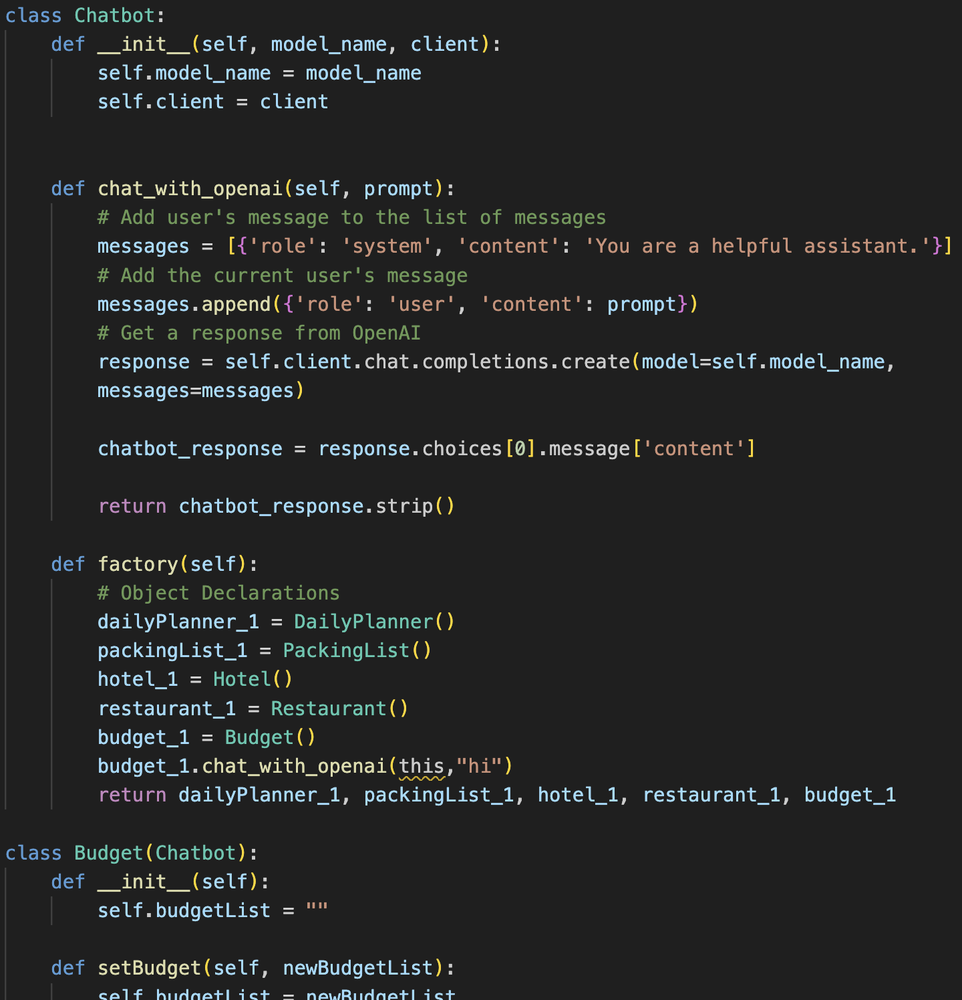 class Chatbot:
    def __init__(self, model_name, client):
        self.model_name = model_name
        self.client = client
    def chat_with_openai(self, prompt):
        # Add user's message to the list of messages
        messages = [{'role': 'system', 'content': 'You are a helpful assistant.'}]
        # Add the current user's message
        messages.append({'role': 'user', 'content': prompt})
        # Get a response from OpenAI
        response = self.client.chat.completions.create(model=self.model_name,
        messages=messages)
        chatbot_response = response.choices[0].message['content']
        return chatbot_response.strip()
    def factory(self):
        # Object Declarations
        dailyPlanner_1 = DailyPlanner()
        packingList_1 = PackingList()
        hotel_1 = Hotel()
        restaurant_1 = Restaurant()
        budget_1 = Budget()
        budget_1.chat_with_openai(this,"hi")
        return dailyPlanner_1, packingList_1, hotel_1, restaurant_1, budget_1
class Budget(Chatbot):
    def __init__(self):
        self.budgetList = ""
    def setBudget(self, newBudgetList):
        self.budgetList = newBudgetList